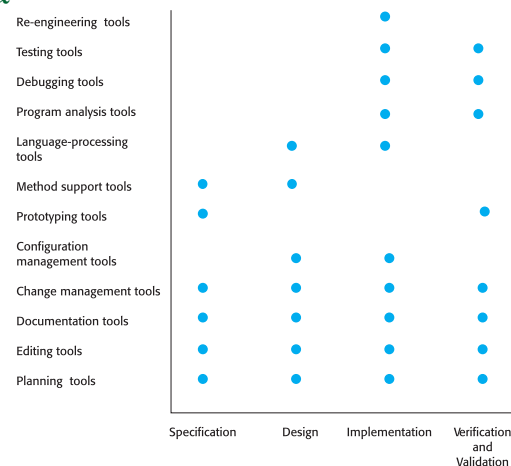 Re-engineering tools
Testing tools
Debugging tools
Program analysis tools
Language-processing
tools
Method support tools
Prototyping tools
Configuration
management tools
Change management tools
Documentation tools
Editing tools
Planning tools
Specification
Design
Implementation
Verification
and
Validation